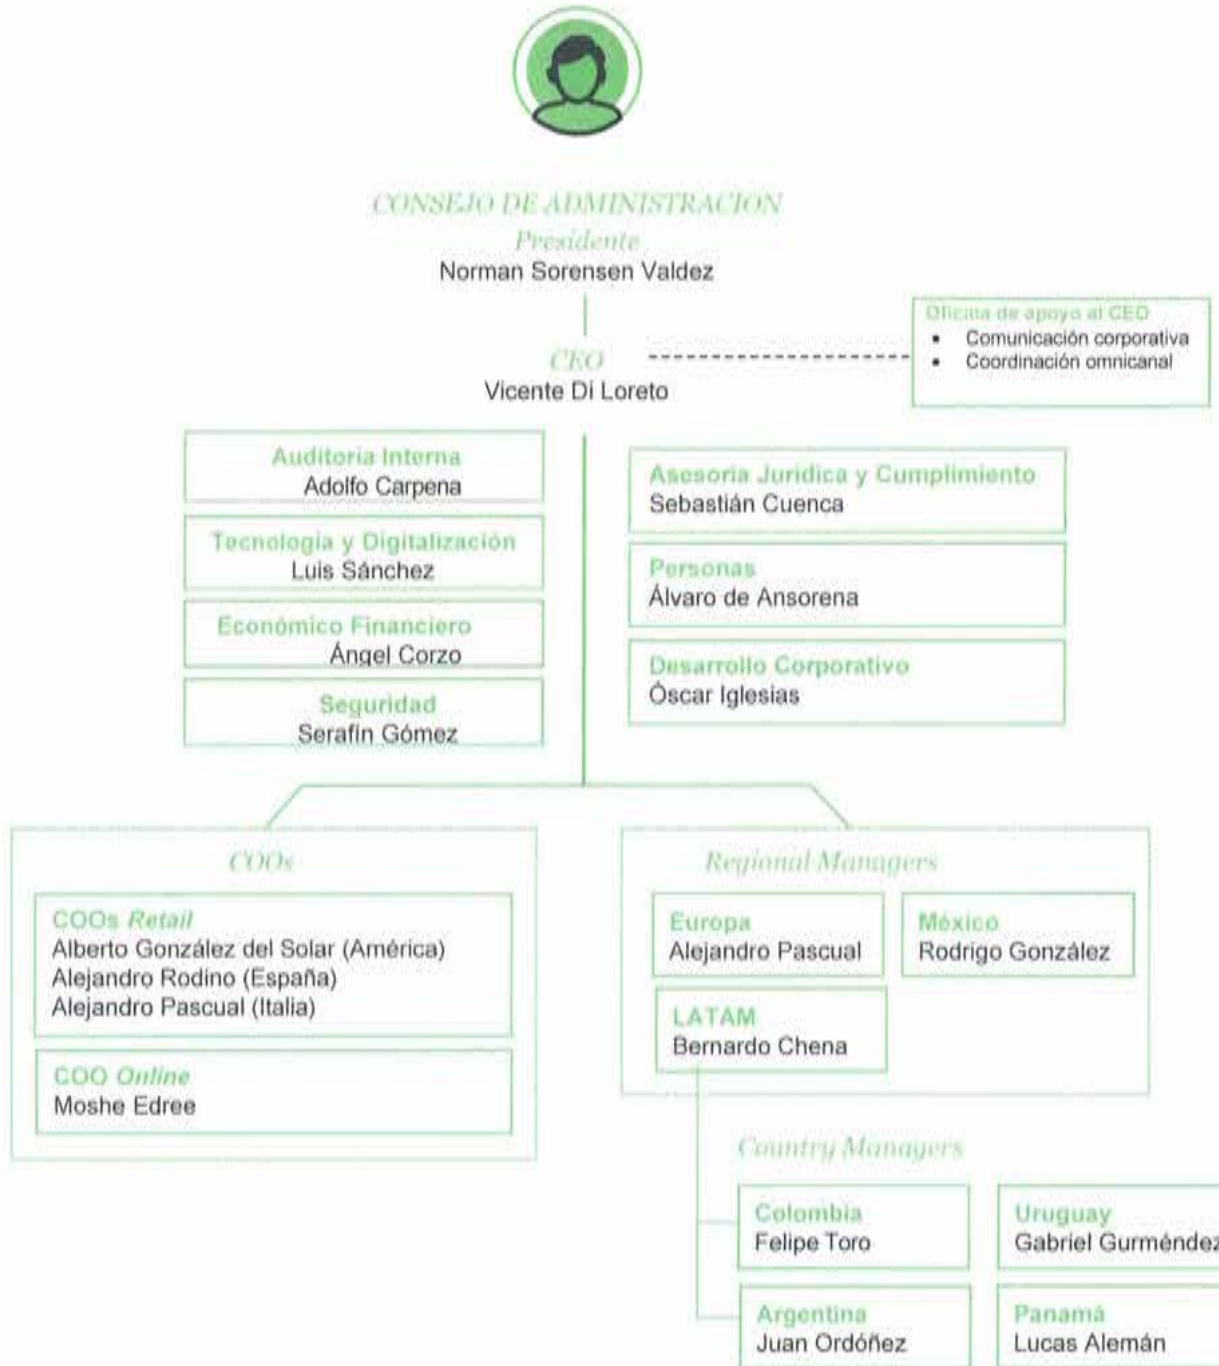 CONSEJO DE ADMINISTRACION
Presidente
Norman Sorensen Valdez
CEO
Vicente Di Loreto
Oficina de apoyo al CEO
• Comunicación corporativa
• Coordinación omnicanal
Auditoria Interna
Adolfo Carpena
Tecnología y Digitalización
Luis Sánchez
Económico Financiero
Ángel Corzo
Seguridad
Serafín Gómez
Asesoria Jurídica y Cumplimiento
Sebastián Cuenca
Personas
Álvaro de Ansorena
Desarrollo Corporativo
Óscar Iglesias
COOs
COOs Retail
Alberto González del Solar (América)
Alejandro Rodino (España)
Alejandro Pascual (Italia)
COO Online
Moshe Edree
Regional Managers
Europa
Alejandro Pascual
México
Rodrigo González
LATAM
Bernardo Chena
Country Managers
Colombia
Felipe Toro
Uruguay
Gabriel Gurméndez
Argentina
Juan Ordóñez
Panamá
Lucas Alemán